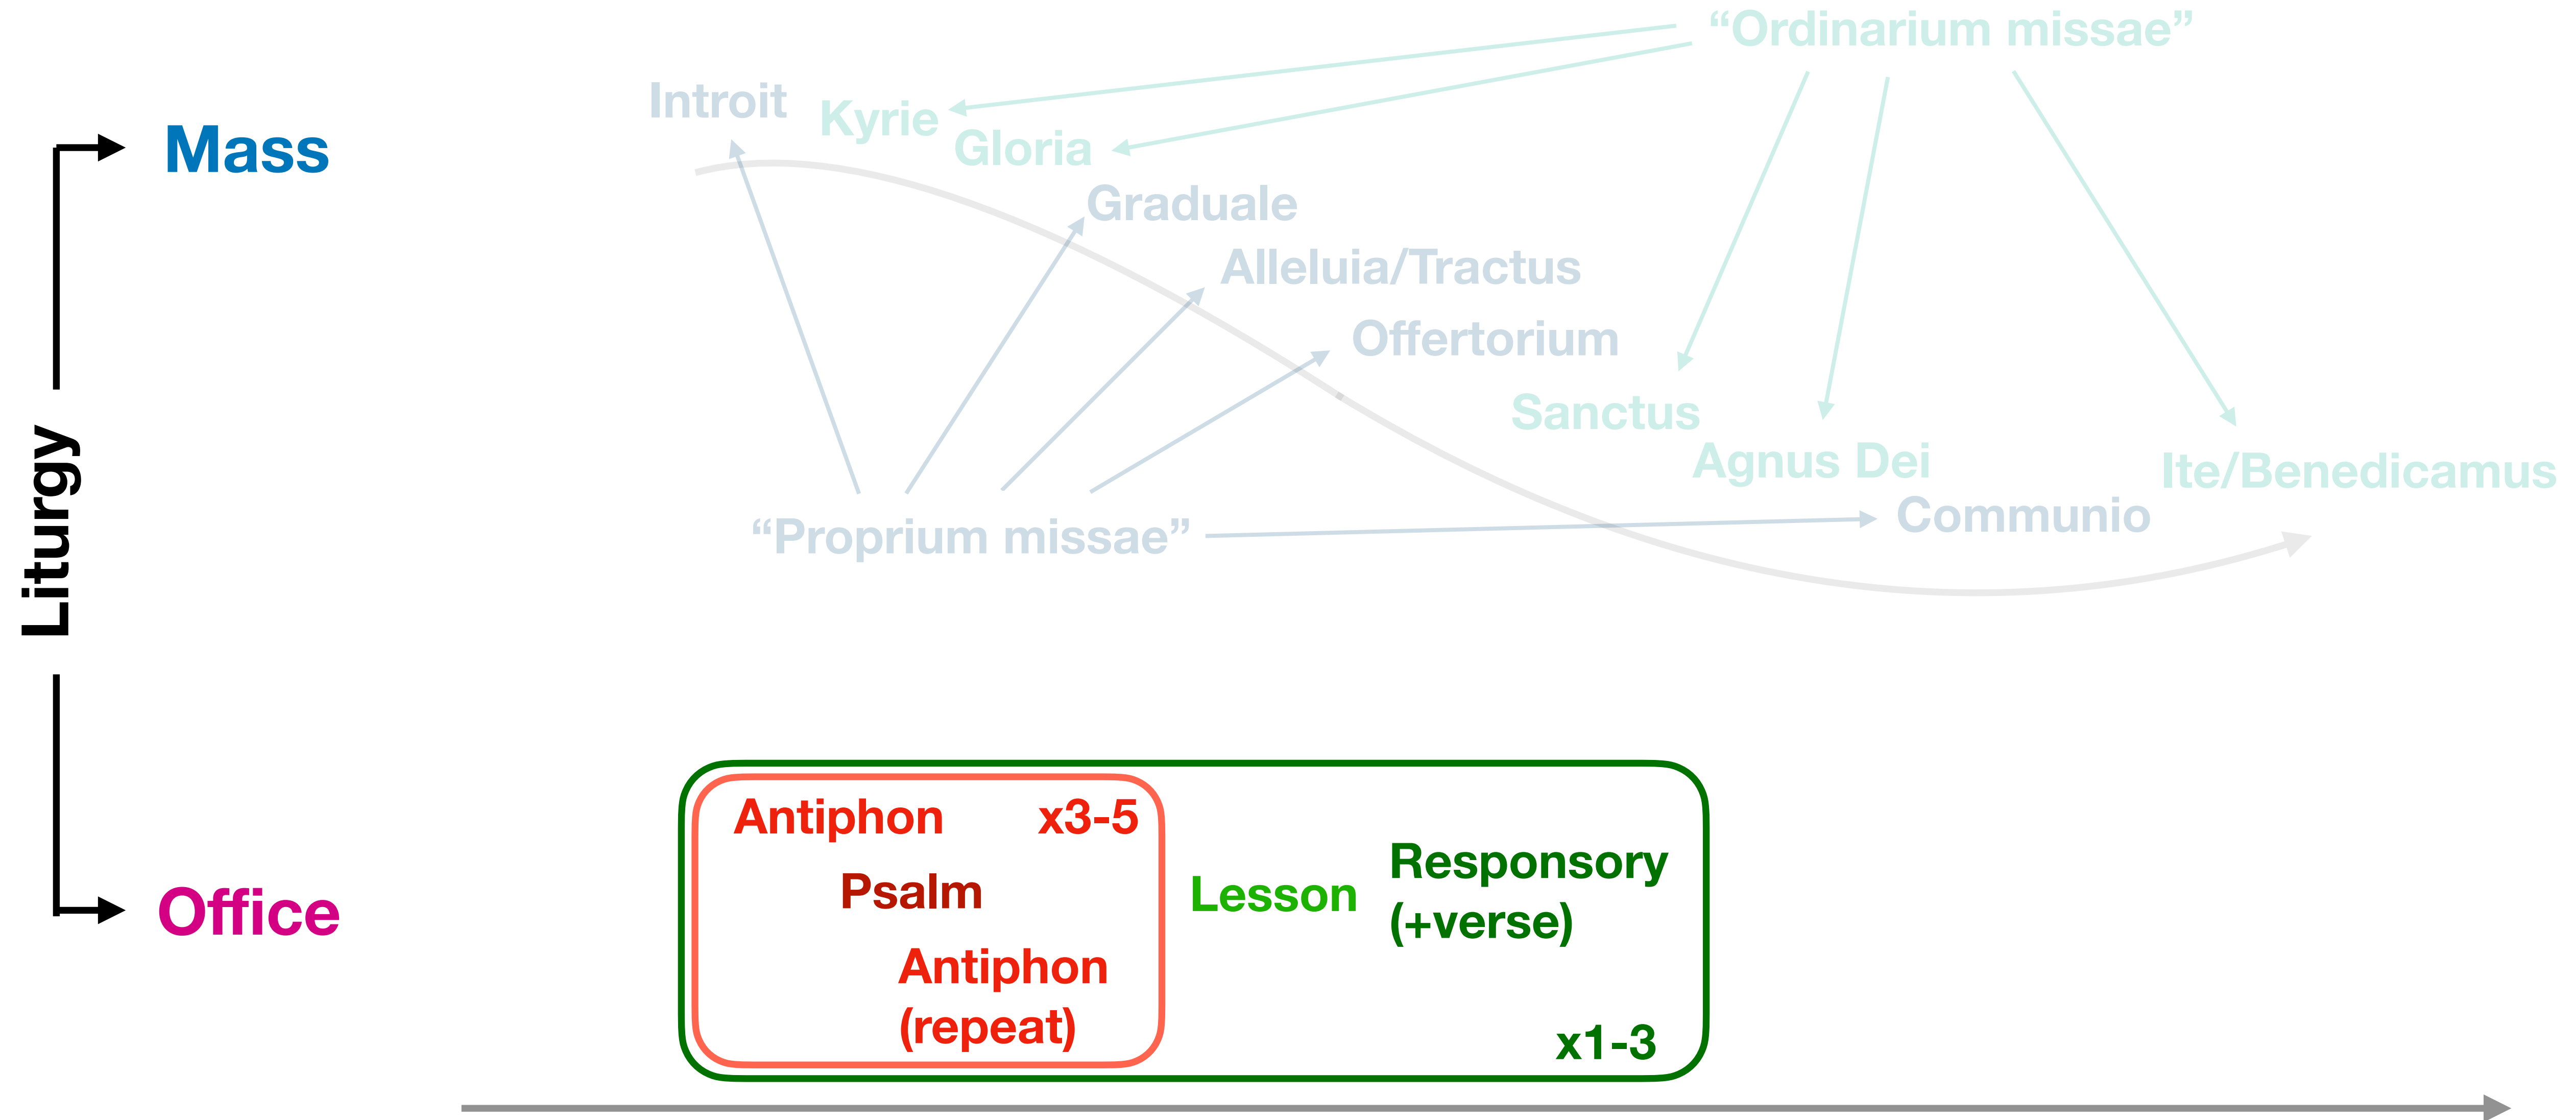 “Ordinarium missae”
Introit
Kyrie
Gloria
Mass
Graduale
Alleluia/Tractus
Offertorium
Sanctus
Agnus Dei
Ite/Benedicamus
Communio
“Proprium missae”
Liturgy
Antiphon x3-5
Psalm
Antiphon
(repeat)
Lesson
Responsory
(+verse)
x1-3
Office